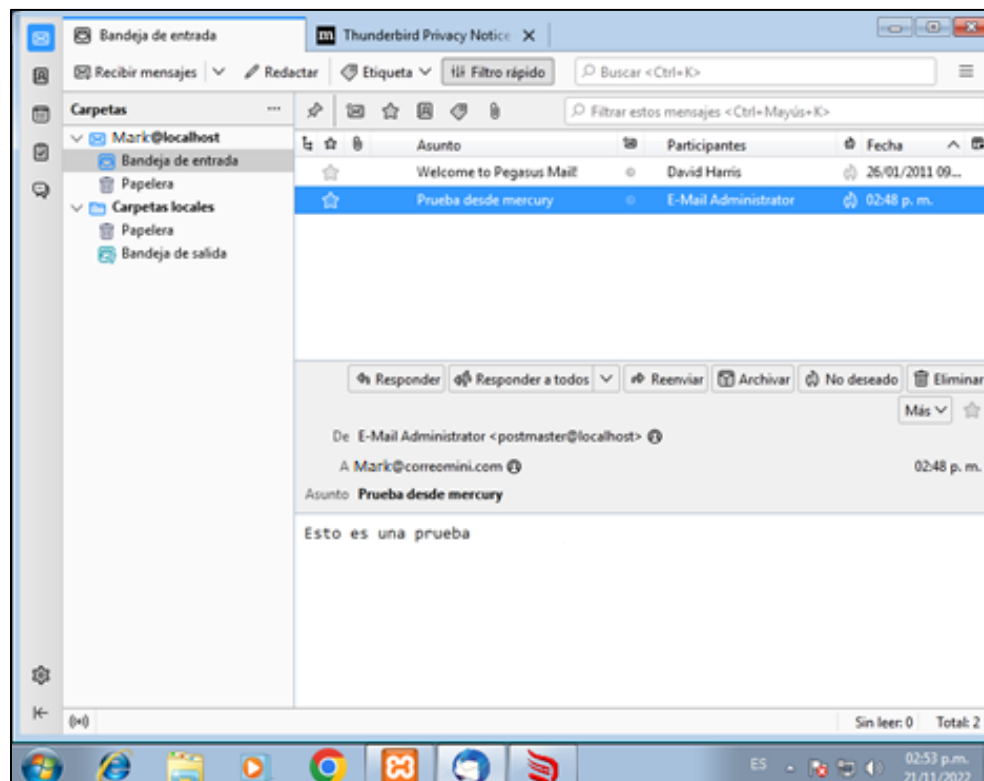 Bandeja de entrada
Thunderbird Privacy Notice
Recibir mensajes
Redactar
Etiqueta
Filtro rápido
Buscar <Ctrl+K>
Carpetas
Filtrar estos mensajes <Ctrl+Mayús+K>
Mark@localhost
Bandeja de entrada
Papelera
Carpetas locales
Papelera
Bandeja de salida
Asunto Participantes Fecha
Welcome to Pegasus Mail! David Harris 26/01/2011 09...
Prueba desde mercury E-Mail Administrator 02:48 p. m.
Responder Responder a todos Reenviar Archivar No deseado Eliminar
Más
De E-Mail Administrator <postmaster@localhost>
A Mark@correomini.com 02:48 p. m.
Asunto Prueba desde mercury
Esto es una prueba
Sin leer: 0 Total: 2
ES 02:53 p.m.
21/11/2022